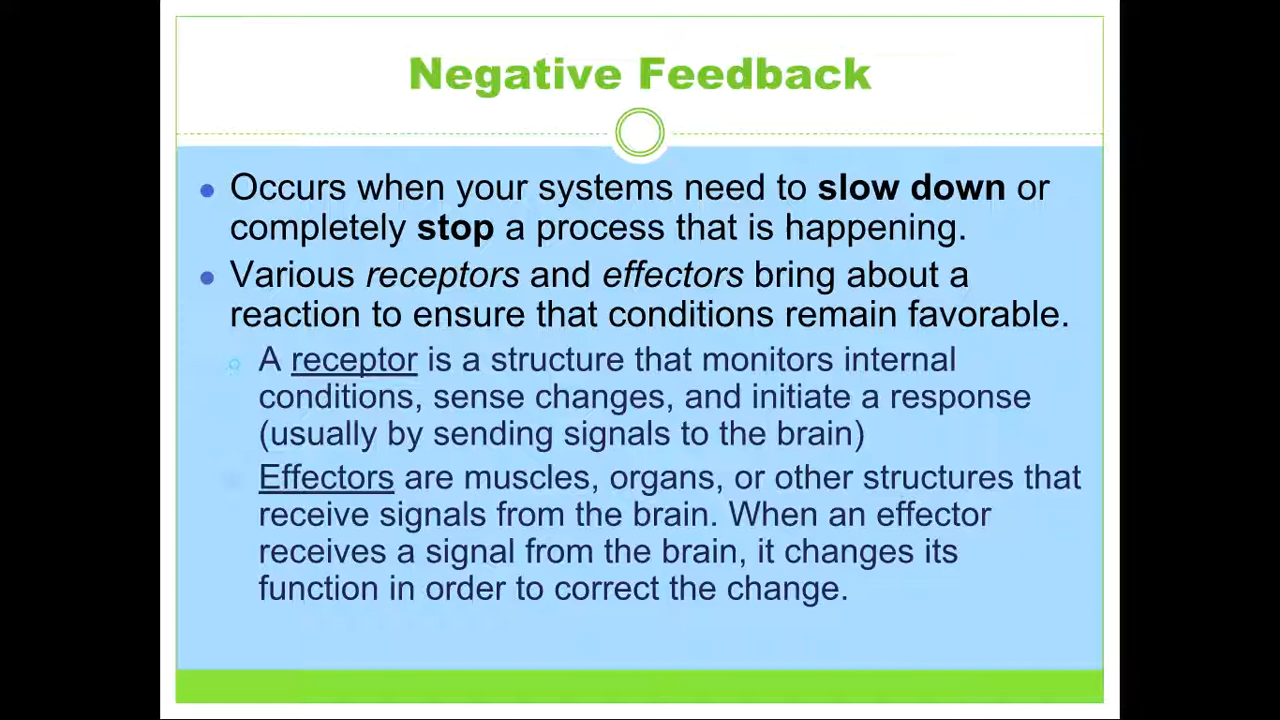 Negative Feedback
Occurs when your systems need to slow down or
completely stop a process that is happening.
Various receptors and effectors bring about a
reaction to ensure that conditions remain favorable.
A receptor is a structure that monitors internal
conditions, sense changes, and initiate a response
(usually by sending signals to the brain)
Effectors are muscles, organs, or other structures that
receive signals from the brain. When an effector
receives a signal from the brain, it changes its
function in order to correct the change.